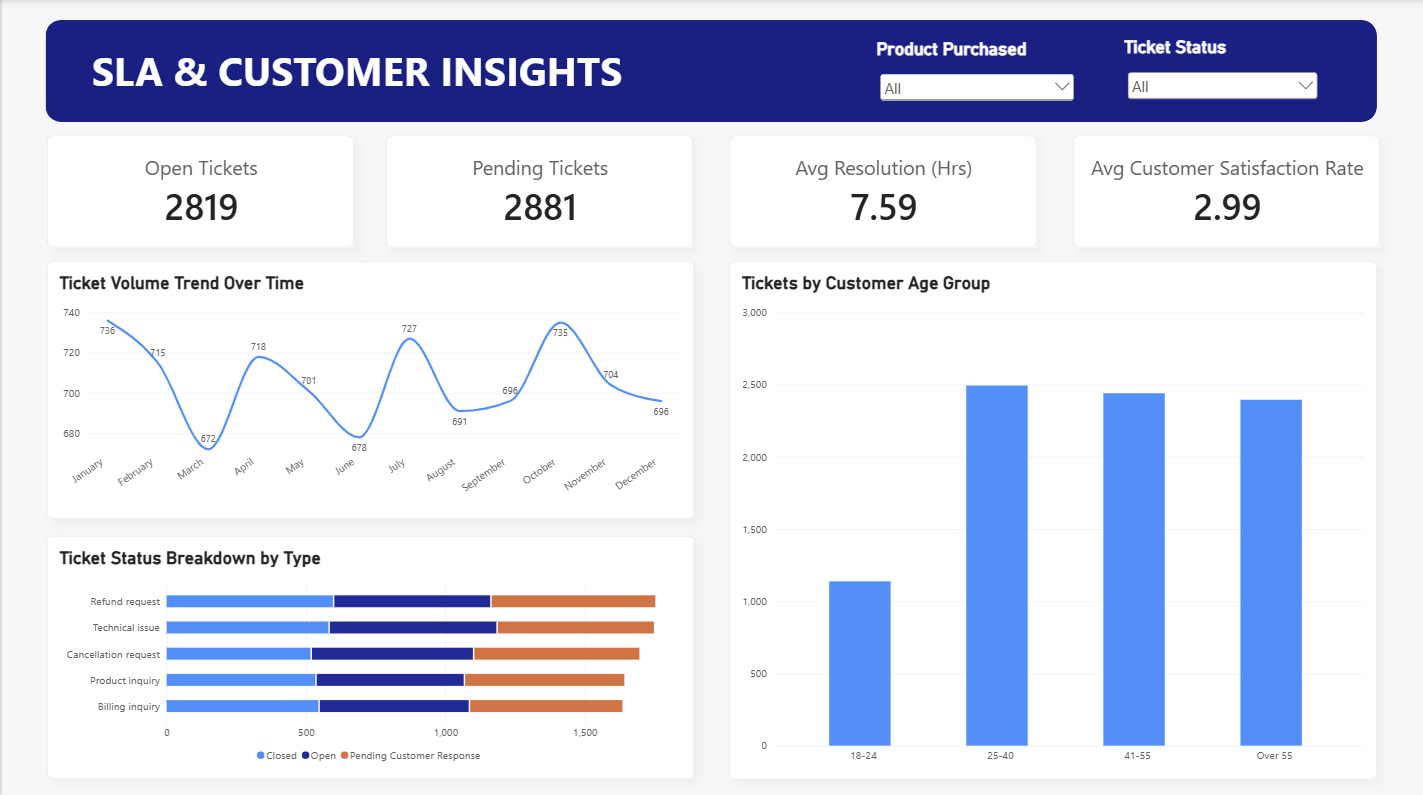 SLA & CUSTOMER INSIGHTS
Product Purchased
All
Ticket Status
All
Open Tickets
2819
Pending Tickets
2881
Avg Resolution (Hrs)
7.59
Avg Customer Satisfaction Rate
2.99
Ticket Volume Trend Over Time
740
720
700
680
736
715
672
718
701
678
727
691
696
735
704
696
January
February
March
April
May
June
July
August
September
October
November
December
Ticket Status Breakdown by Type
Refund request
Technical issue
Cancellation request
Product inquiry
Billing inquiry
0
500
1,000
1,500
Closed Open Pending Customer Response
Tickets by Customer Age Group
3,000
2,500
2,000
1,500
1,000
500
0
18-24
25-40
41-55
Over 55